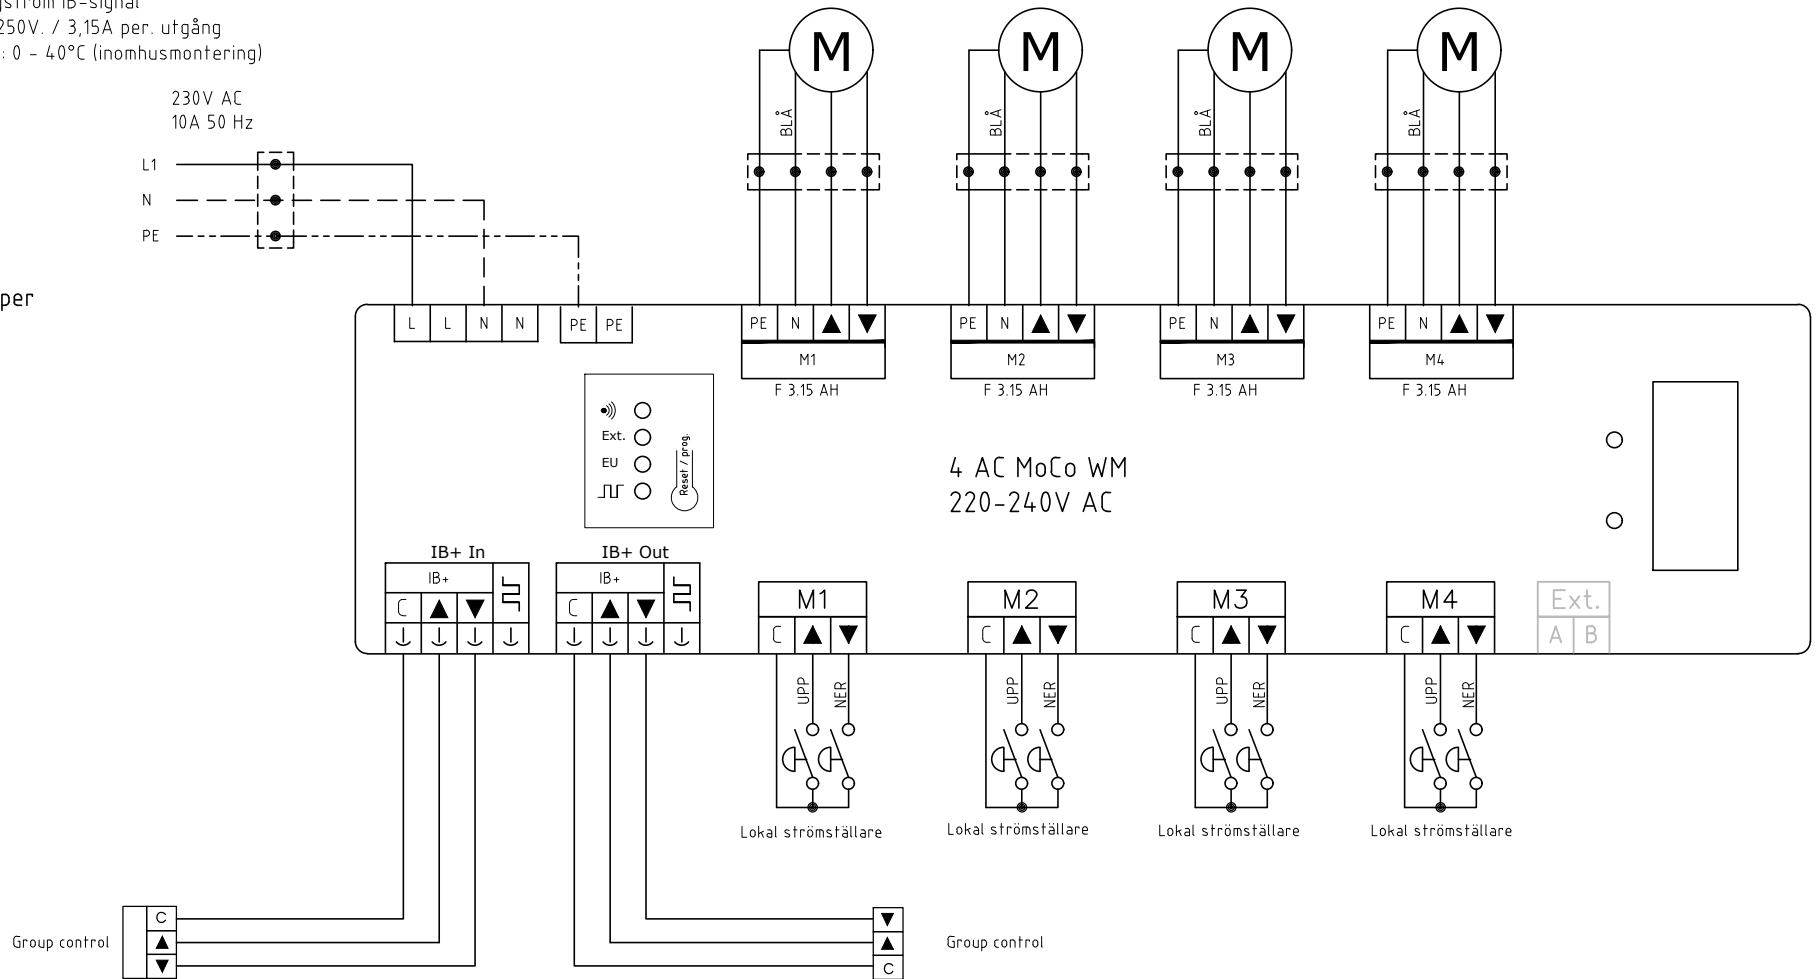 IB-signal
250V. / 3,15A per. utgång
: 0 - 40°C (inomhusmontering)
230V AC
10A 50 Hz
L1
N
PE
per
M
M
M
M
BLÅ
BLÅ
BLÅ
BLÅ
L L N N PE PE
PE N ▲ ▼
PE N ▲ ▼
PE N ▲ ▼
PE N ▲ ▼
M1
M2
M3
M4
F 3.15 AH
F 3.15 AH
F 3.15 AH
F 3.15 AH
Ext.
EU
Reset / prog.
4 AC MoCo WM
220-240V AC
IB+ In
IB+ Out
IB+
IB+
C ▲ ▼
C ▲ ▼
M1
M2
M3
M4
Ext.
C ▲ ▼
C ▲ ▼
C ▲ ▼
C ▲ ▼
A B
UPP NER
UPP NER
UPP NER
UPP NER
Lokal strömställare
Lokal strömställare
Lokal strömställare
Lokal strömställare
Group control
C
▲
▼
▼
▲
C
Group control